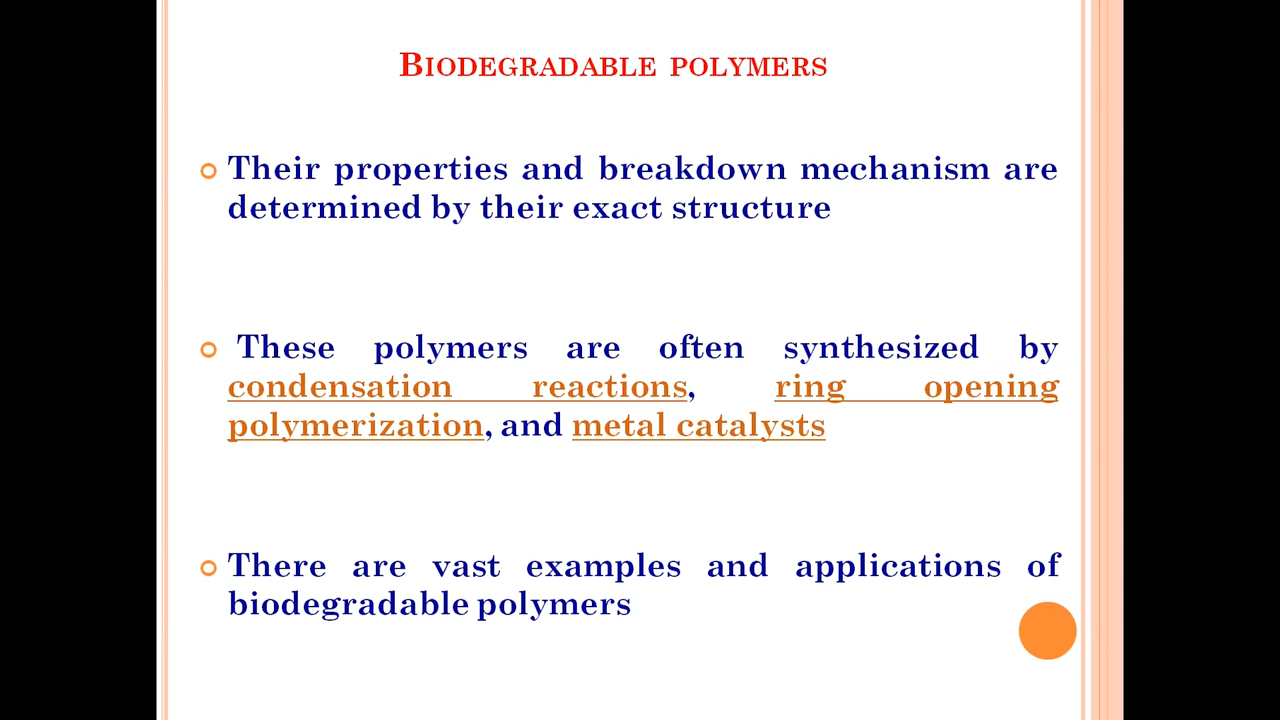 BIODEGRADABLE POLYMERS
Their properties and breakdown mechanism are
determined by their exact structure
These polymers are often synthesized by
condensation reactions, ring opening
polymerization, and metal catalysts
There are vast examples and applications of
biodegradable polymers